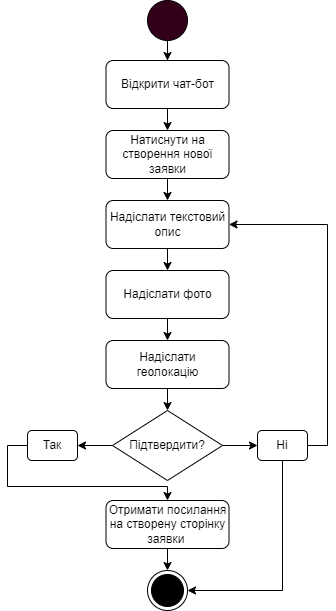 Відкрити чат-бот
Натиснути на
створення нової
заявки
Надіслати текстовий
опис
Надіслати фото
Надіслати
геолокацію
Так
Підтвердити?
Ні
Отримати посилання
на створену сторінку
заявки